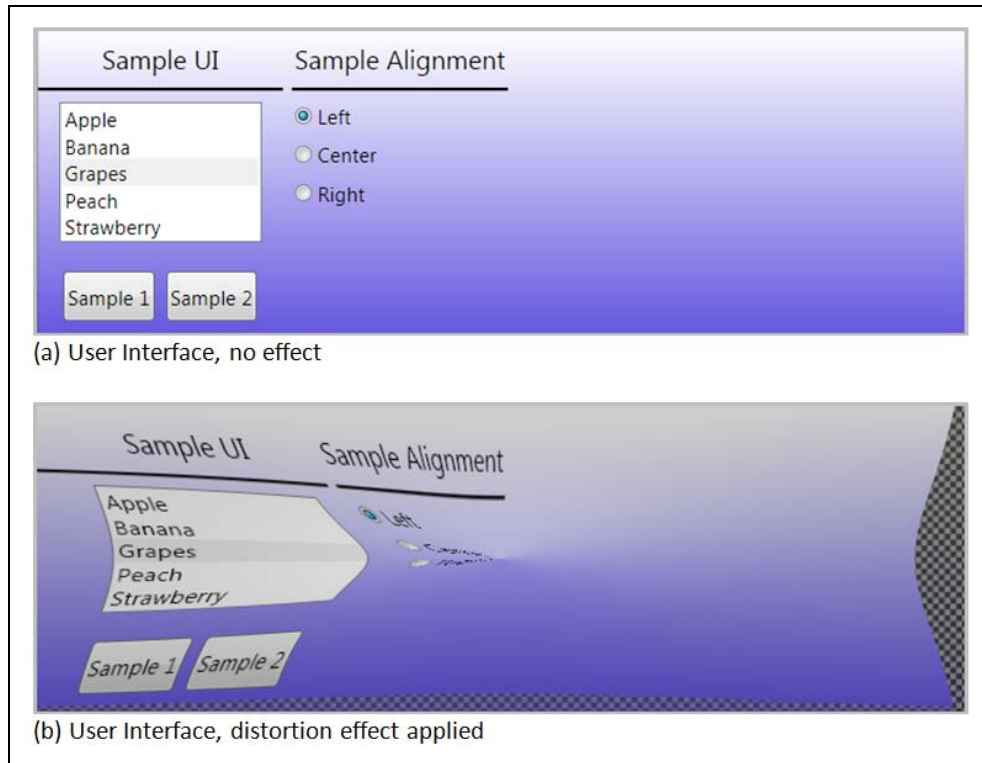 Sample UI
Sample Alignment
Apple
Banana
Grapes
Peach
Strawberry
Left
Center
Right
Sample 1
Sample 2
(a) User Interface, no effect
Sample UI
Sample Alignment
Apple
Banana
Grapes
Peach
Strawberry
Left
Sample 1
Sample 2
(b) User Interface, distortion effect applied